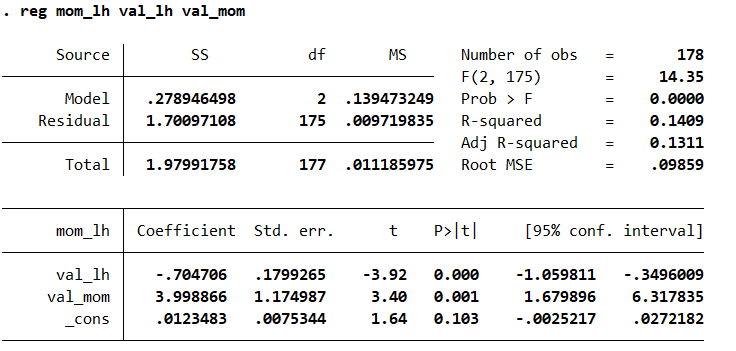 . reg mom_lh val_lh val_mom
Source SS df MS Number of obs = 178
F(2, 175) = 14.35
Model .278946498 2 .139473249 Prob > F = 0.0000
Residual 1.70097108 175 .009719835 R-squared = 0.1409
Adj R-squared = 0.1311
Total 1.97991758 177 .011185975 Root MSE = .09859
mom_lh Coefficient Std. err. t P>|t| [95% conf. interval]
val_lh -.704706 .1799265 -3.92 0.000 -1.059811 -.3496009
val_mom 3.998866 1.174987 3.40 0.001 1.679896 6.317835
_cons .0123483 .0075344 1.64 0.103 -.0025217 .0272182